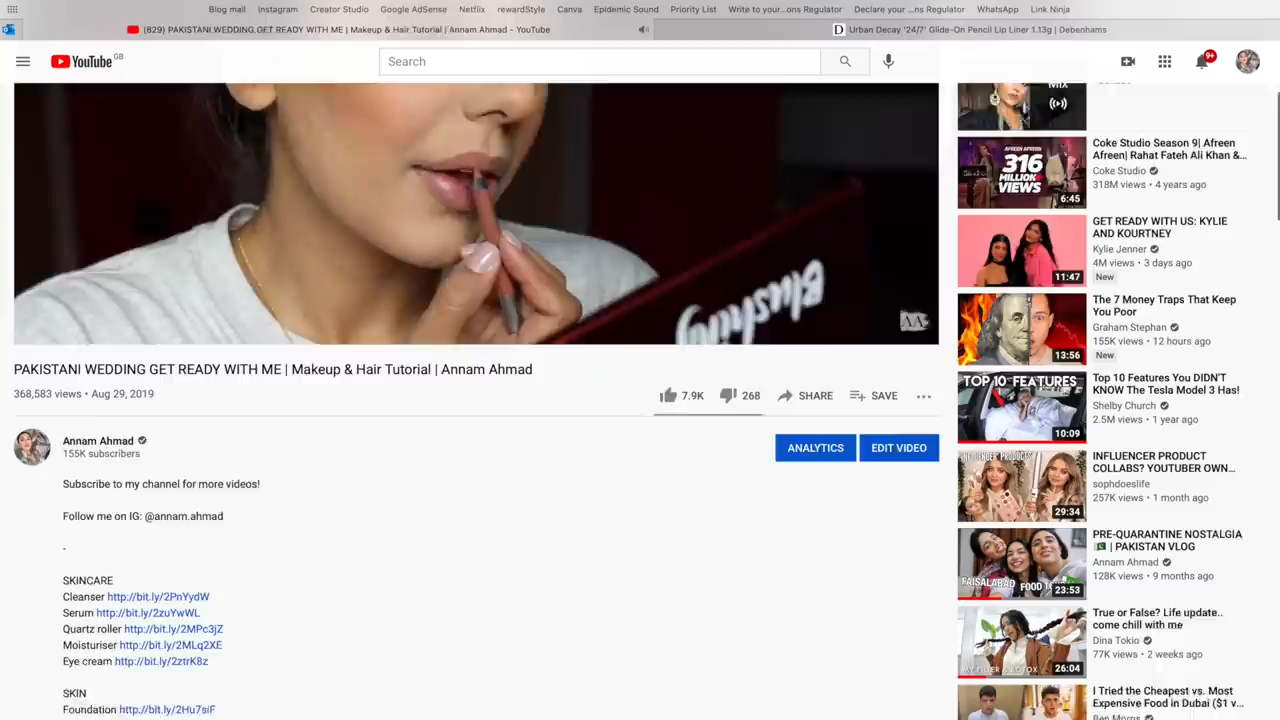 Blog mail Instagram Creator Studio Google AdSense Netflix rewardStyle Canva Epidemic Sound Priority List Write to your...ons Regulator Declare your ...ns Regulator WhatsApp Link Ninja
(829) PAKISTANI WEDDING GET READY WITH ME | Makeup & Hair Tutorial | Annam Ahmad - YouTube
Urban Decay '24/7' Glide-On Pencil Lip Liner 1.13g | Debenhams
YouTube GB
Search
9+
Blushing
AA
PAKISTANI WEDDING GET READY WITH ME | Makeup & Hair Tutorial | Annam Ahmad
368,583 views • Aug 29, 2019
7.9K 268 SHARE SAVE
Annam Ahmad
155K subscribers
ANALYTICS EDIT VIDEO
Subscribe to my channel for more videos!
Follow me on IG: @annam.ahmad
-
SKINCARE
Cleanser http://bit.ly/2PnYydW
Serum http://bit.ly/2zuYwWL
Quartz roller http://bit.ly/2MPc3jZ
Moisturiser http://bit.ly/2MLq2XE
Eye cream http://bit.ly/2ztrK8z
SKIN
Foundation http://bit.ly/2Hu7siF
Mix
AFREEN AFREEN
316
MILLION
VIEWS
6:45
Coke Studio Season 9| Afreen
Afreen| Rahat Fateh Ali Khan &...
Coke Studio
318M views • 4 years ago
11:47
GET READY WITH US: KYLIE
AND KOURTNEY
Kylie Jenner
4M views • 3 days ago
New
13:56
The 7 Money Traps That Keep
You Poor
Graham Stephan
155K views • 12 hours ago
New
TOP 10 FEATURES
10:09
Top 10 Features You DIDN'T
KNOW The Tesla Model 3 Has!
Shelby Church
2.5M views • 1 year ago
INFLUENCER PRODUCTS
29:34
INFLUENCER PRODUCT
COLLABS? YOUTUBER OWN...
sophdoeslife
257K views • 1 month ago
FAISALABAD FOOD
23:53
PRE-QUARANTINE NOSTALGIA
🇵🇰 | PAKISTAN VLOG
Annam Ahmad
128K views • 9 months ago
MY FILLER & BOTOX
26:04
True or False? Life update..
come chill with me
Dina Tokio
77K views • 2 weeks ago
I Tried the Cheapest vs. Most
Expensive Food in Dubai ($1 v...